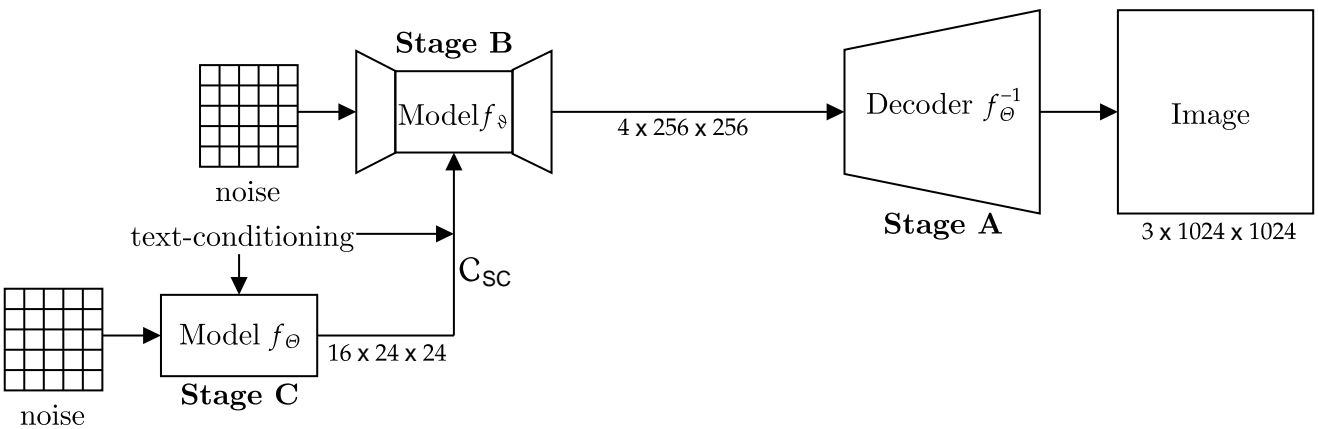 Stage B
Model f_ϑ
noise
4 x 256 x 256
Decoder f_Θ^{-1}
Stage A
Image
3 x 1024 x 1024
text-conditioning
C_SC
Model f_Θ
16 x 24 x 24
Stage C
noise